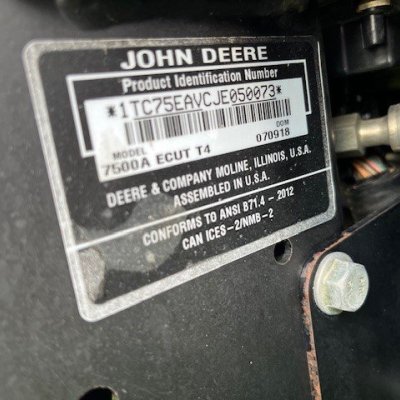 JOHN DEERE
Product Identification Number
*1TC75EAVCJE050073*
MODEL DOM
7500A ECUT T4 070918
DEERE & COMPANY MOLINE, ILLINOIS, U.S.A.
ASSEMBLED IN U.S.A.
CONFORMS TO ANSI B71.4 - 2012
CAN ICES-2/NMB-2